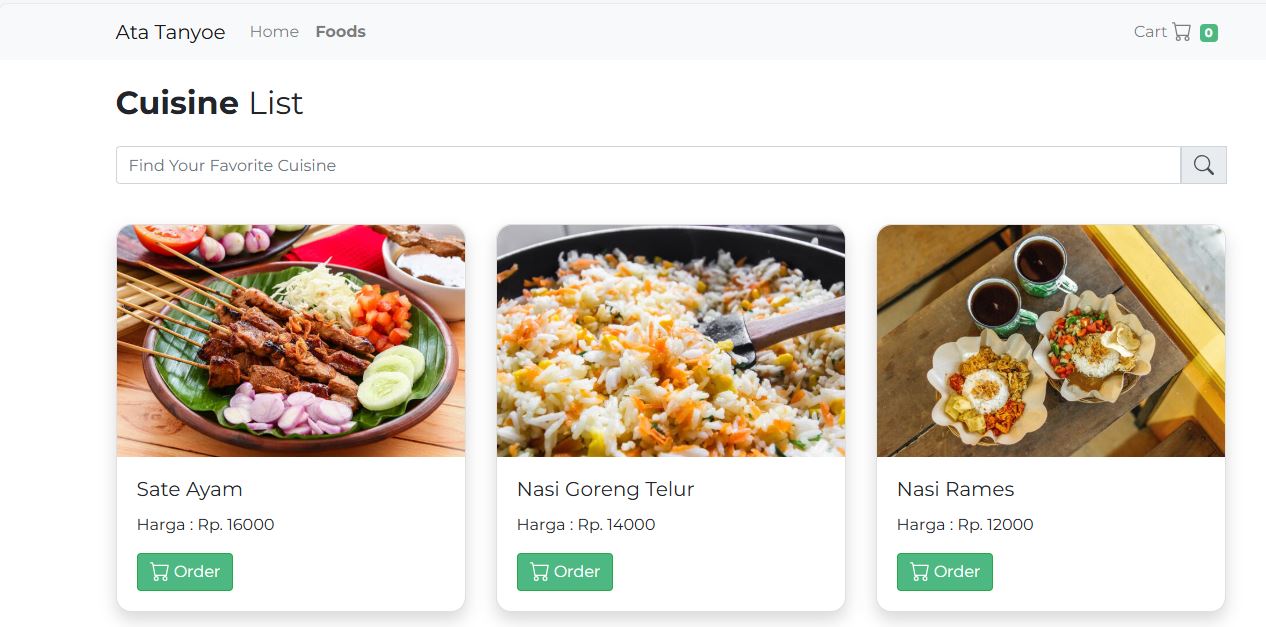 Ata Tanyoe Home Foods Cart 0
Cuisine List
Find Your Favorite Cuisine
Sate Ayam
Harga : Rp. 16000
Order
Nasi Goreng Telur
Harga : Rp. 14000
Order
Nasi Rames
Harga : Rp. 12000
Order